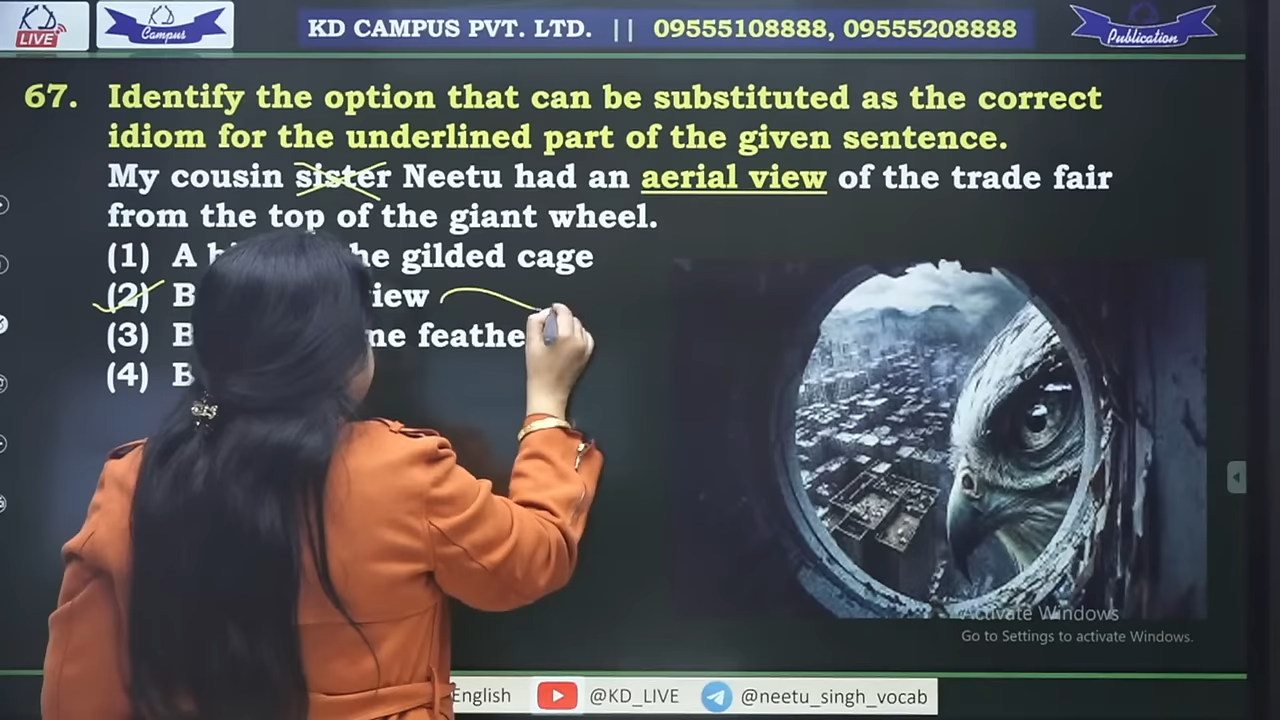 KD
LIVE
KD
Campus
KD CAMPUS PVT. LTD. || 09555108888, 09555208888
Publication
67. Identify the option that can be substituted as the correct
idiom for the underlined part of the given sentence.
My cousin sister Neetu had an aerial view of the trade fair
from the top of the giant wheel.
(1) A he gilded cage
(2) B iew
(3) B ne feathe
(4) B
Activate Windows
Go to Settings to activate Windows.
English @KD_LIVE @neetu_singh_vocab